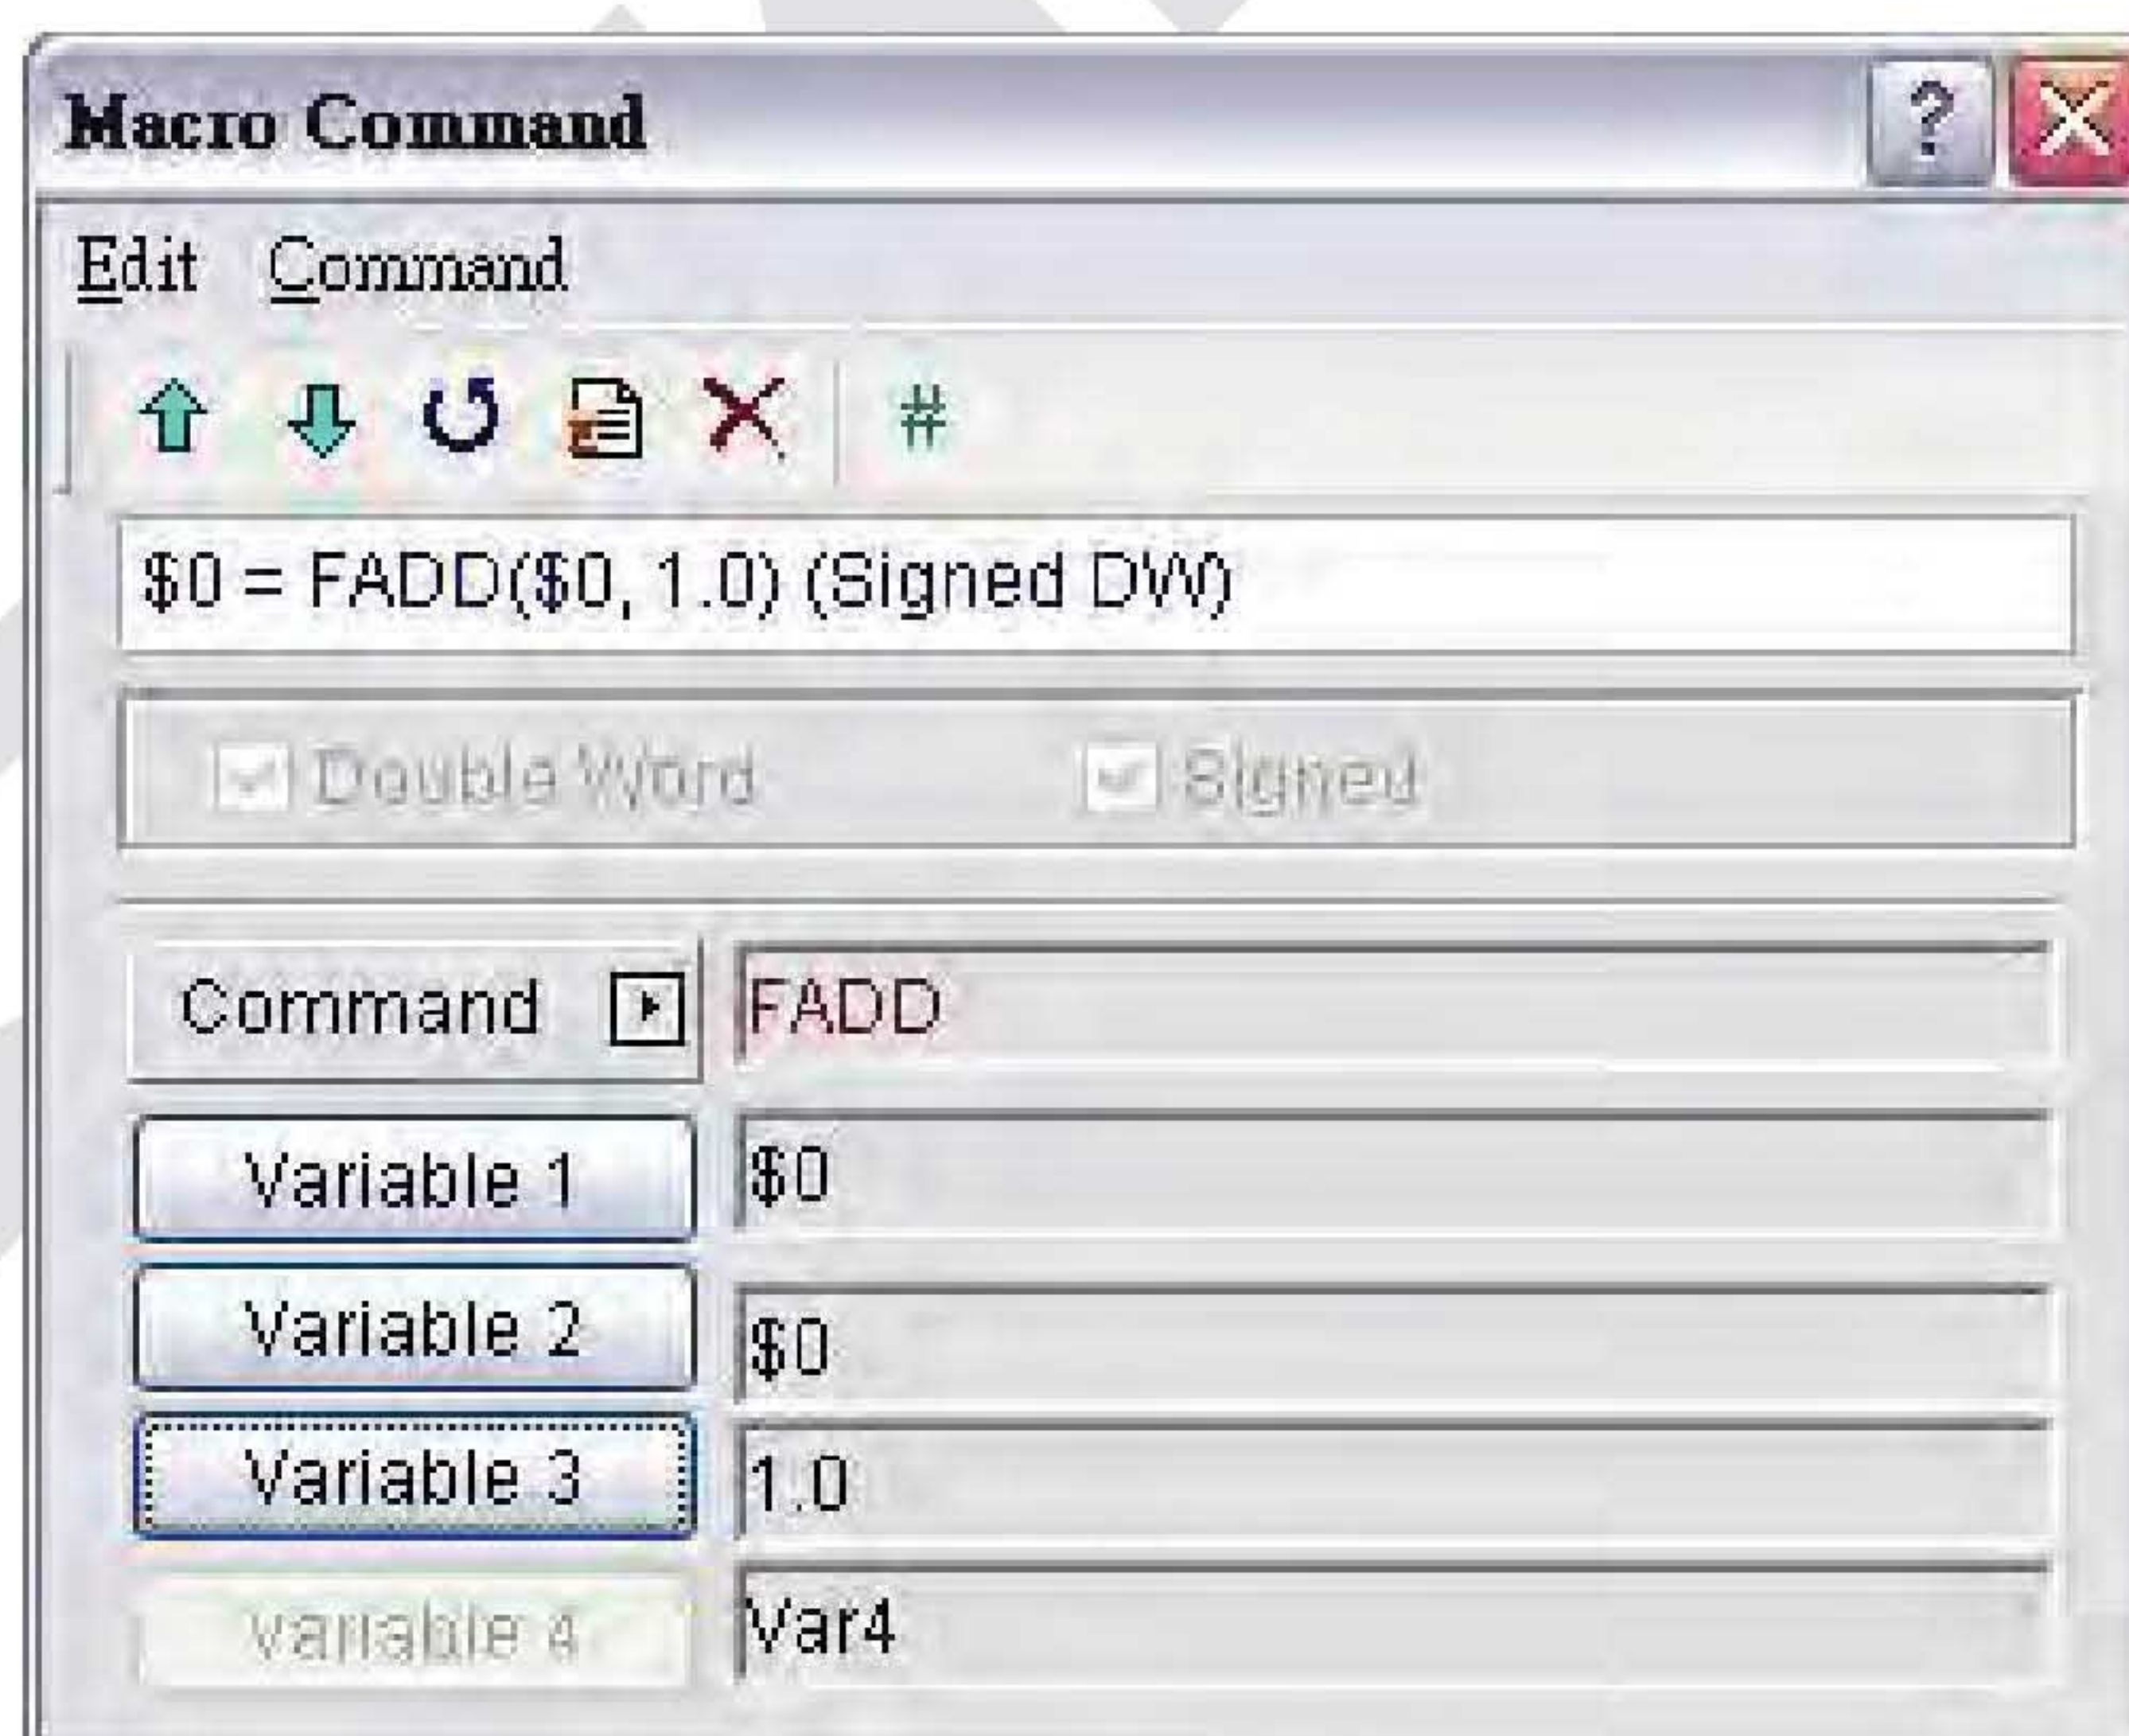 Macro Command ?
Edit Command
#
$0 = FADD($0, 1.0) (Signed DW)
Double Word Signed
Command FADD
Variable 1 $0
Variable 2 $0
Variable 3 1.0
Variable 4 Var4